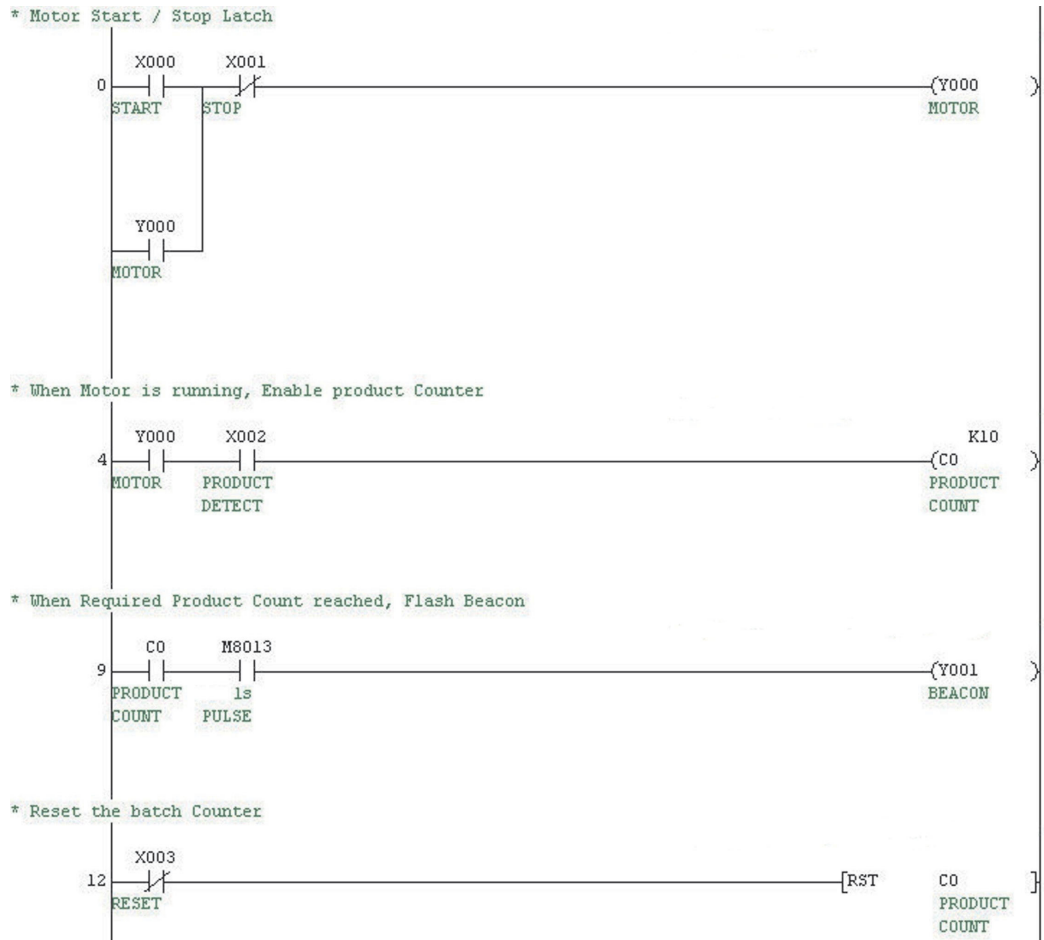 * Motor Start / Stop Latch
X000 X001
0 (Y000 )
START STOP MOTOR
Y000
MOTOR
* When Motor is running, Enable product Counter
Y000 X002 K10
4 (C0 )
MOTOR PRODUCT PRODUCT
DETECT COUNT
* When Required Product Count reached, Flash Beacon
C0 M8013
9 (Y001 )
PRODUCT 1s BEACON
COUNT PULSE
* Reset the batch Counter
X003
12 [RST C0 ]
RESET PRODUCT
COUNT